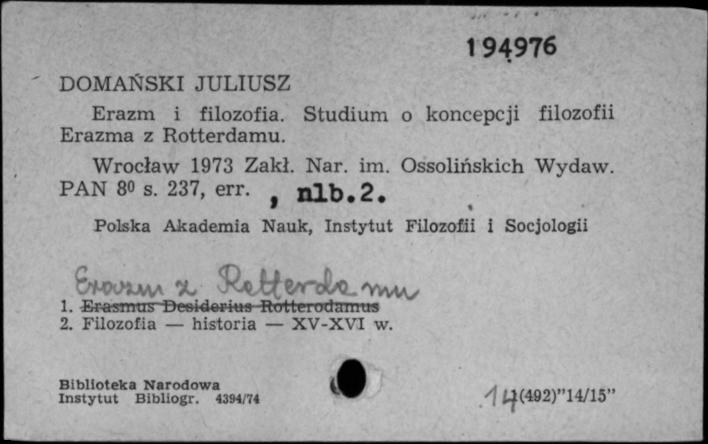 194976
DOMAŃSKI JULIUSZ
Erazm i filozofia. Studium o koncepcji filozofii
Erazma z Rotterdamu.
Wrocław 1973 Zakł. Nar. im. Ossolińskich Wydaw.
PAN 8⁰ s. 237, err. , nlb.2.
Polska Akademia Nauk, Instytut Filozofii i Socjologii
Erazm z Rotterdamu
1. Erasmus Desiderius Rotterodamus
2. Filozofia — historia — XV-XVI w.
Biblioteka Narodowa
Instytut Bibliogr. 4394/74
14(492)"14/15"